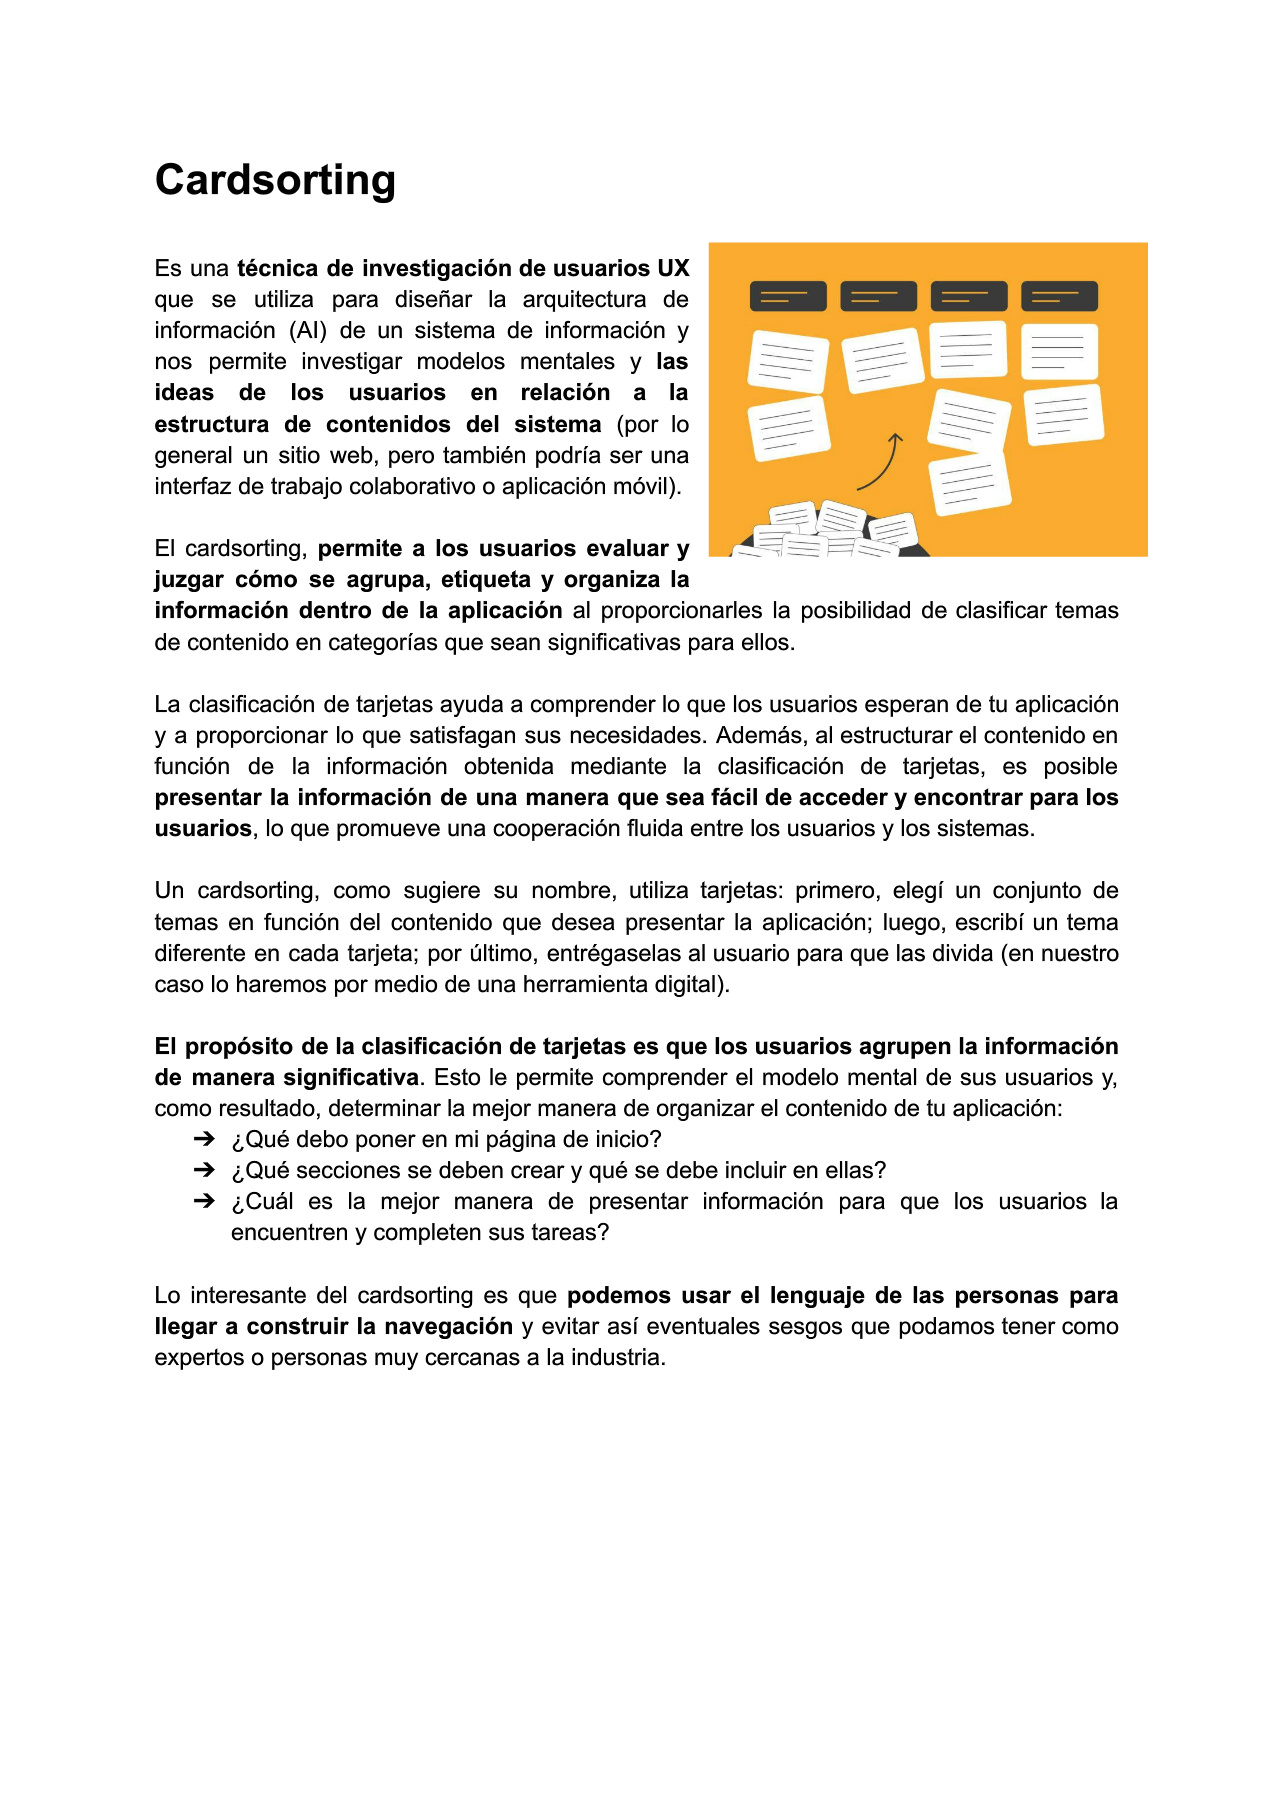 Cardsorting
Es una técnica de investigación de usuarios UX
que se utiliza para diseñar la arquitectura de
información (AI) de un sistema de información y
nos permite investigar modelos mentales y las
ideas de los usuarios en relación a la
estructura de contenidos del sistema (por lo
general un sitio web, pero también podría ser una
interfaz de trabajo colaborativo o aplicación móvil).
El cardsorting, permite a los usuarios evaluar y
juzgar cómo se agrupa, etiqueta y organiza la
información dentro de la aplicación al proporcionarles la posibilidad de clasificar temas
de contenido en categorías que sean significativas para ellos.
La clasificación de tarjetas ayuda a comprender lo que los usuarios esperan de tu aplicación
y a proporcionar lo que satisfagan sus necesidades. Además, al estructurar el contenido en
función de la información obtenida mediante la clasificación de tarjetas, es posible
presentar la información de una manera que sea fácil de acceder y encontrar para los
usuarios, lo que promueve una cooperación fluida entre los usuarios y los sistemas.
Un cardsorting, como sugiere su nombre, utiliza tarjetas: primero, elegí un conjunto de
temas en función del contenido que desea presentar la aplicación; luego, escribí un tema
diferente en cada tarjeta; por último, entrégaselas al usuario para que las divida (en nuestro
caso lo haremos por medio de una herramienta digital).
El propósito de la clasificación de tarjetas es que los usuarios agrupen la información
de manera significativa. Esto le permite comprender el modelo mental de sus usuarios y,
como resultado, determinar la mejor manera de organizar el contenido de tu aplicación:
➔ ¿Qué debo poner en mi página de inicio?
➔ ¿Qué secciones se deben crear y qué se debe incluir en ellas?
➔ ¿Cuál es la mejor manera de presentar información para que los usuarios la
encuentren y completen sus tareas?
Lo interesante del cardsorting es que podemos usar el lenguaje de las personas para
llegar a construir la navegación y evitar así eventuales sesgos que podamos tener como
expertos o personas muy cercanas a la industria.